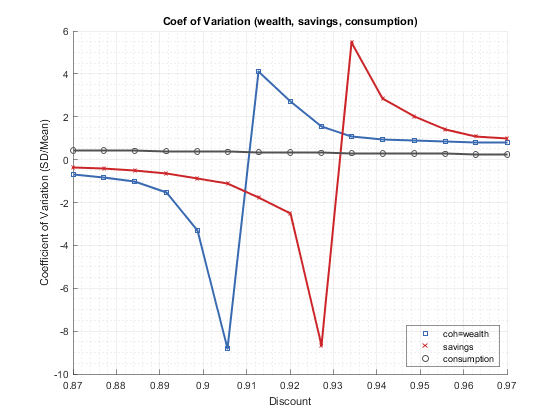 Coef of Variation (wealth, savings, consumption)
6
4
2
0
-2
-4
-6
-8
-10
Coefficient of Variation (SD/Mean)
coh=wealth
savings
consumption
0.87 0.88 0.89 0.9 0.91 0.92 0.93 0.94 0.95 0.96 0.97
Discount